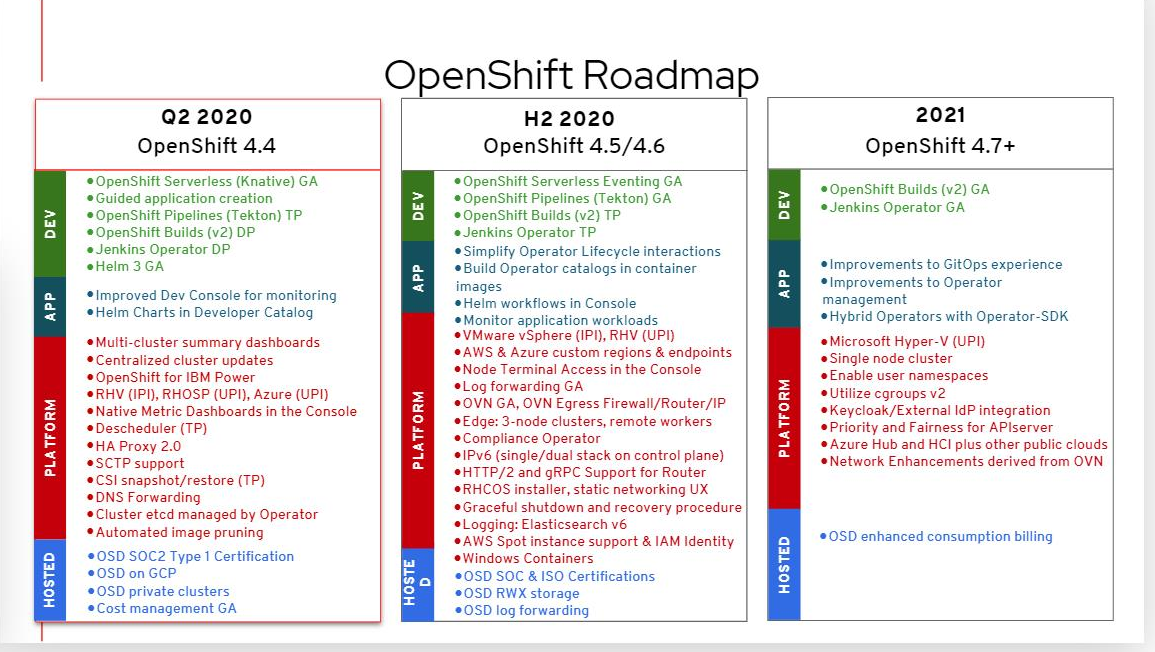 OpenShift Roadmap
Q2 2020
OpenShift 4.4
DEV
•OpenShift Serverless (Knative) GA
•Guided application creation
•OpenShift Pipelines (Tekton) TP
•OpenShift Builds (v2) DP
•Jenkins Operator DP
•Helm 3 GA
APP
•Improved Dev Console for monitoring
•Helm Charts in Developer Catalog
PLATFORM
•Multi-cluster summary dashboards
•Centralized cluster updates
•OpenShift for IBM Power
•RHV (IPI), RHOSP (UPI), Azure (UPI)
•Native Metric Dashboards in the Console
•Descheduler (TP)
•HA Proxy 2.0
•SCTP support
•CSI snapshot/restore (TP)
•DNS Forwarding
•Cluster etcd managed by Operator
•Automated image pruning
HOSTED
•OSD SOC2 Type 1 Certification
•OSD on GCP
•OSD private clusters
•Cost management GA
H2 2020
OpenShift 4.5/4.6
DEV
•OpenShift Serverless Eventing GA
•OpenShift Pipelines (Tekton) GA
•OpenShift Builds (v2) TP
•Jenkins Operator TP
APP
•Simplify Operator Lifecycle interactions
•Build Operator catalogs in container
images
•Helm workflows in Console
•Monitor application workloads
PLATFORM
•VMware vSphere (IPI), RHV (UPI)
•AWS & Azure custom regions & endpoints
•Node Terminal Access in the Console
•Log forwarding GA
•OVN GA, OVN Egress Firewall/Router/IP
•Edge: 3-node clusters, remote workers
•Compliance Operator
•IPv6 (single/dual stack on control plane)
•HTTP/2 and gRPC Support for Router
•RHCOS installer, static networking UX
•Graceful shutdown and recovery procedure
•Logging: Elasticsearch v6
•AWS Spot instance support & IAM Identity
•Windows Containers
HOSTE
D
•OSD SOC & ISO Certifications
•OSD RWX storage
•OSD log forwarding
2021
OpenShift 4.7+
DEV
•OpenShift Builds (v2) GA
•Jenkins Operator GA
APP
•Improvements to GitOps experience
•Improvements to Operator
management
•Hybrid Operators with Operator-SDK
PLATFORM
•Microsoft Hyper-V (UPI)
•Single node cluster
•Enable user namespaces
•Utilize cgroups v2
•Keycloak/External IdP integration
•Priority and Fairness for APIserver
•Azure Hub and HCI plus other public clouds
•Network Enhancements derived from OVN
HOSTED
•OSD enhanced consumption billing